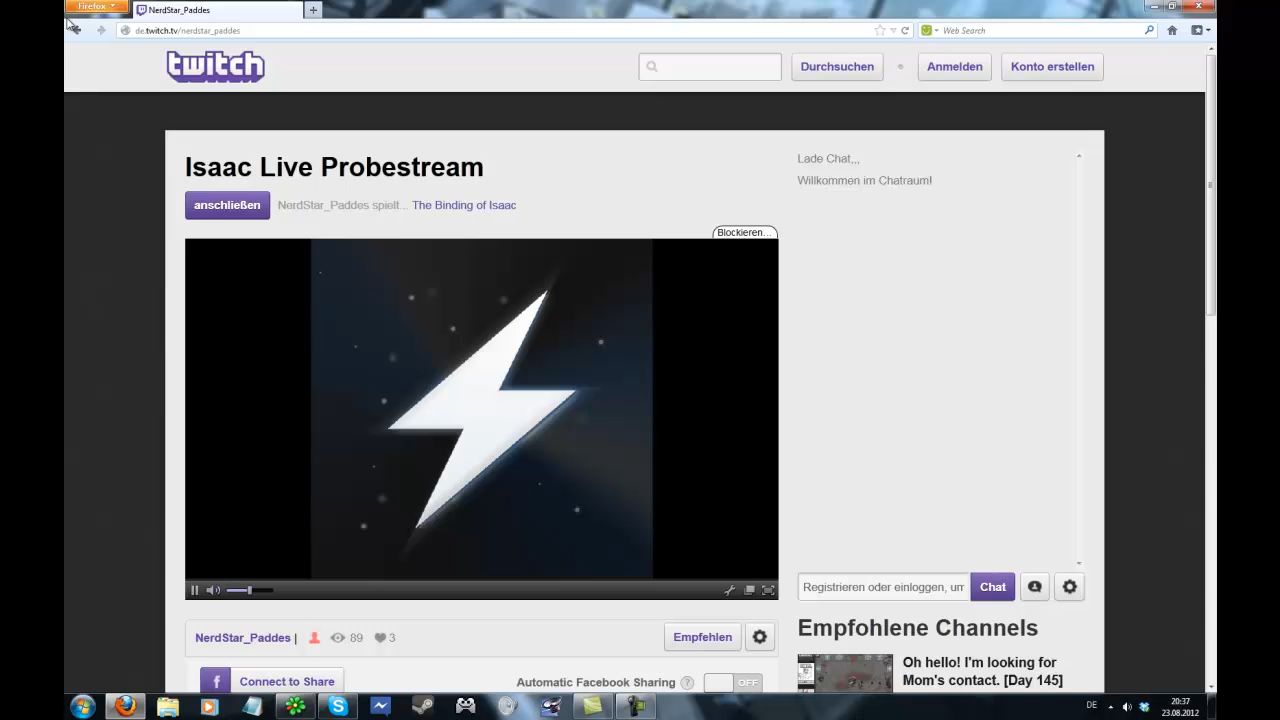 Firefox
NerdStar_Paddes
de.twitch.tv/nerdstar_paddes
Web Search
twitch
Durchsuchen
Anmelden
Konto erstellen
Isaac Live Probestream
anschließen
NerdStar_Paddes spielt... The Binding of Isaac
Blockieren...
Lade Chat,,,
Willkommen im Chatraum!
Registrieren oder einloggen, um
Chat
NerdStar_Paddes |
89
3
Empfehlen
Connect to Share
Automatic Facebook Sharing
OFF
Empfohlene Channels
Oh hello! I'm looking for
Mom's contact. [Day 145]
DE
20:37
23.08.2012